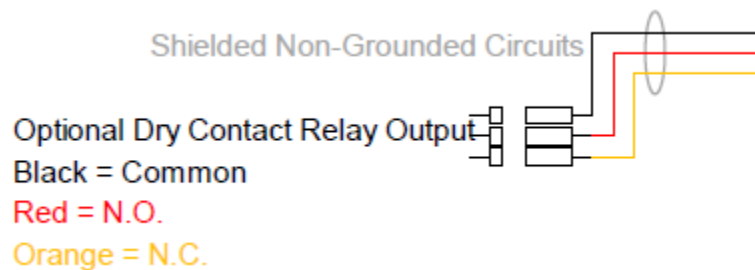 Shielded Non-Grounded Circuits
Optional Dry Contact Relay Output
Black = Common
Red = N.O.
Orange = N.C.